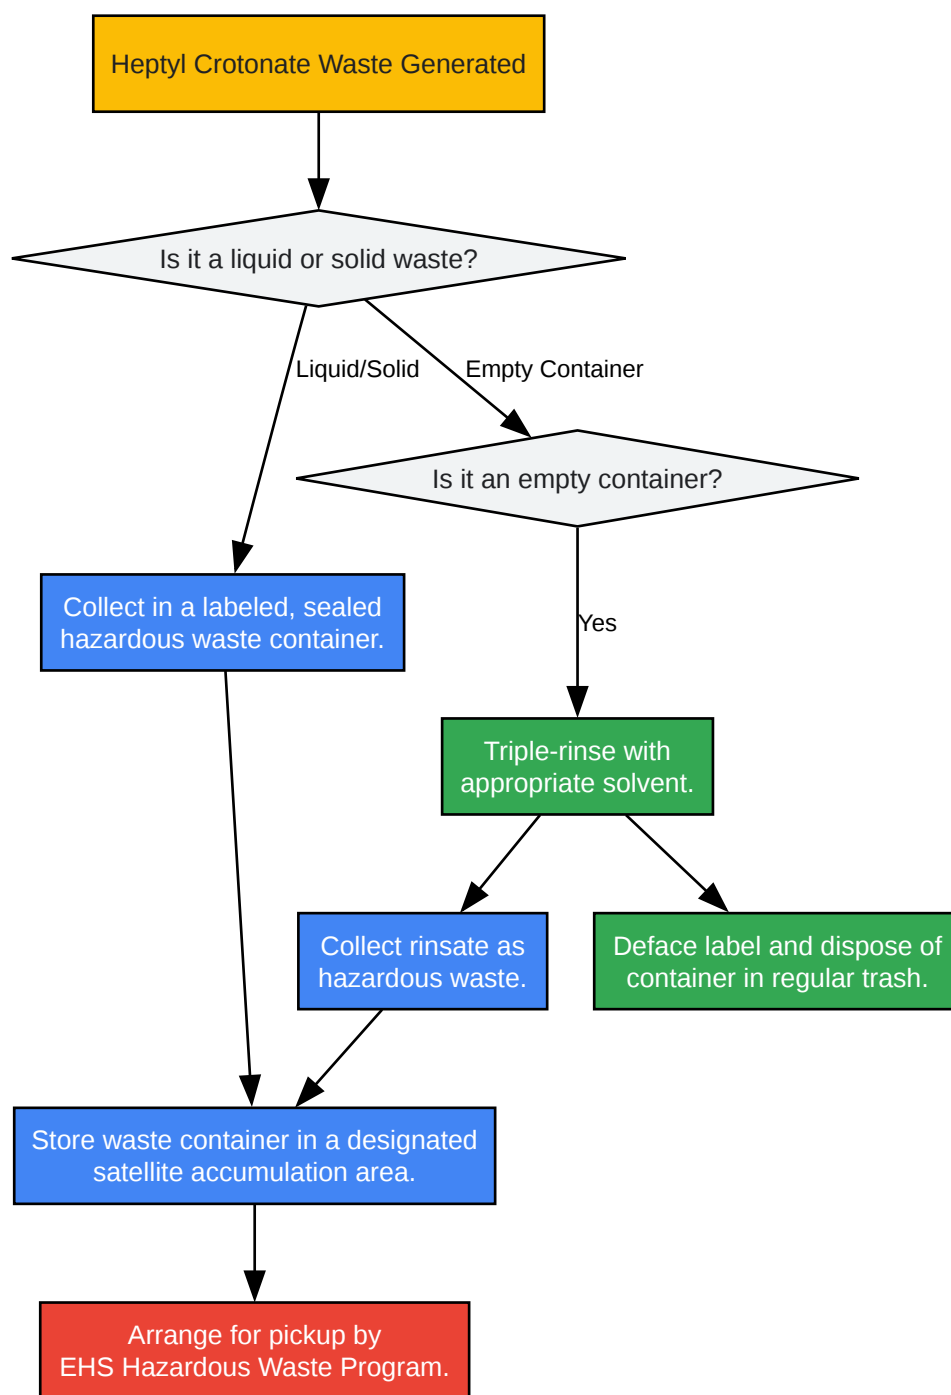 Heptyl Crotonate Waste Generated
Is it a liquid or solid waste?
Liquid/Solid
Empty Container
Is it an empty container?
Collect in a labeled, sealed
hazardous waste container.
Yes
Triple-rinse with
appropriate solvent.
Collect rinsate as
hazardous waste.
Deface label and dispose of
container in regular trash.
Store waste container in a designated
satellite accumulation area.
Arrange for pickup by
EHS Hazardous Waste Program.